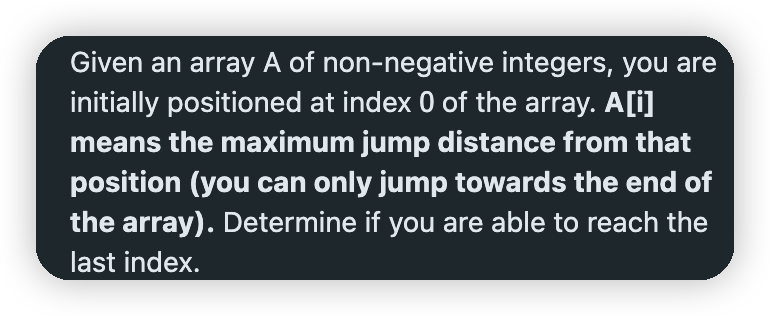 Given an array A of non-negative integers, you are
initially positioned at index 0 of the array. A[i]
means the maximum jump distance from that
position (you can only jump towards the end of
the array). Determine if you are able to reach the
last index.